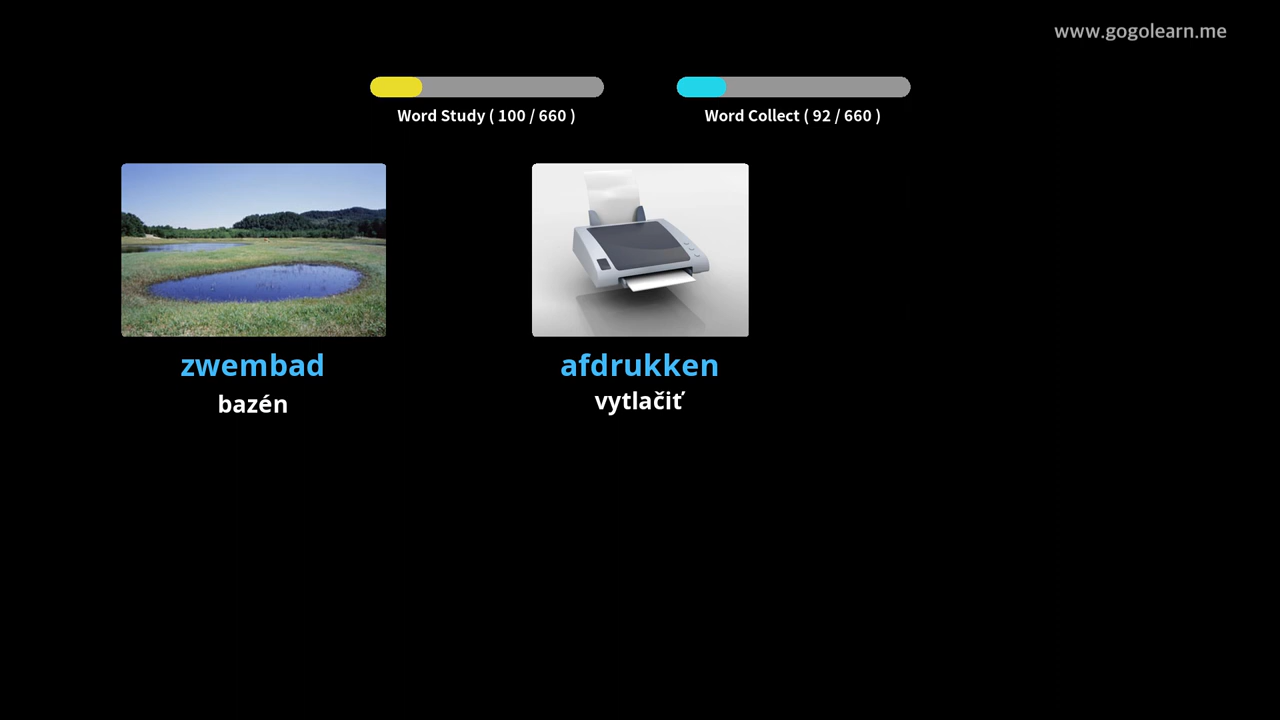 www.gogolearn.me
Word Study ( 100 / 660 )
Word Collect ( 92 / 660 )
zwembad
bazén
afdrukken
vytlačiť